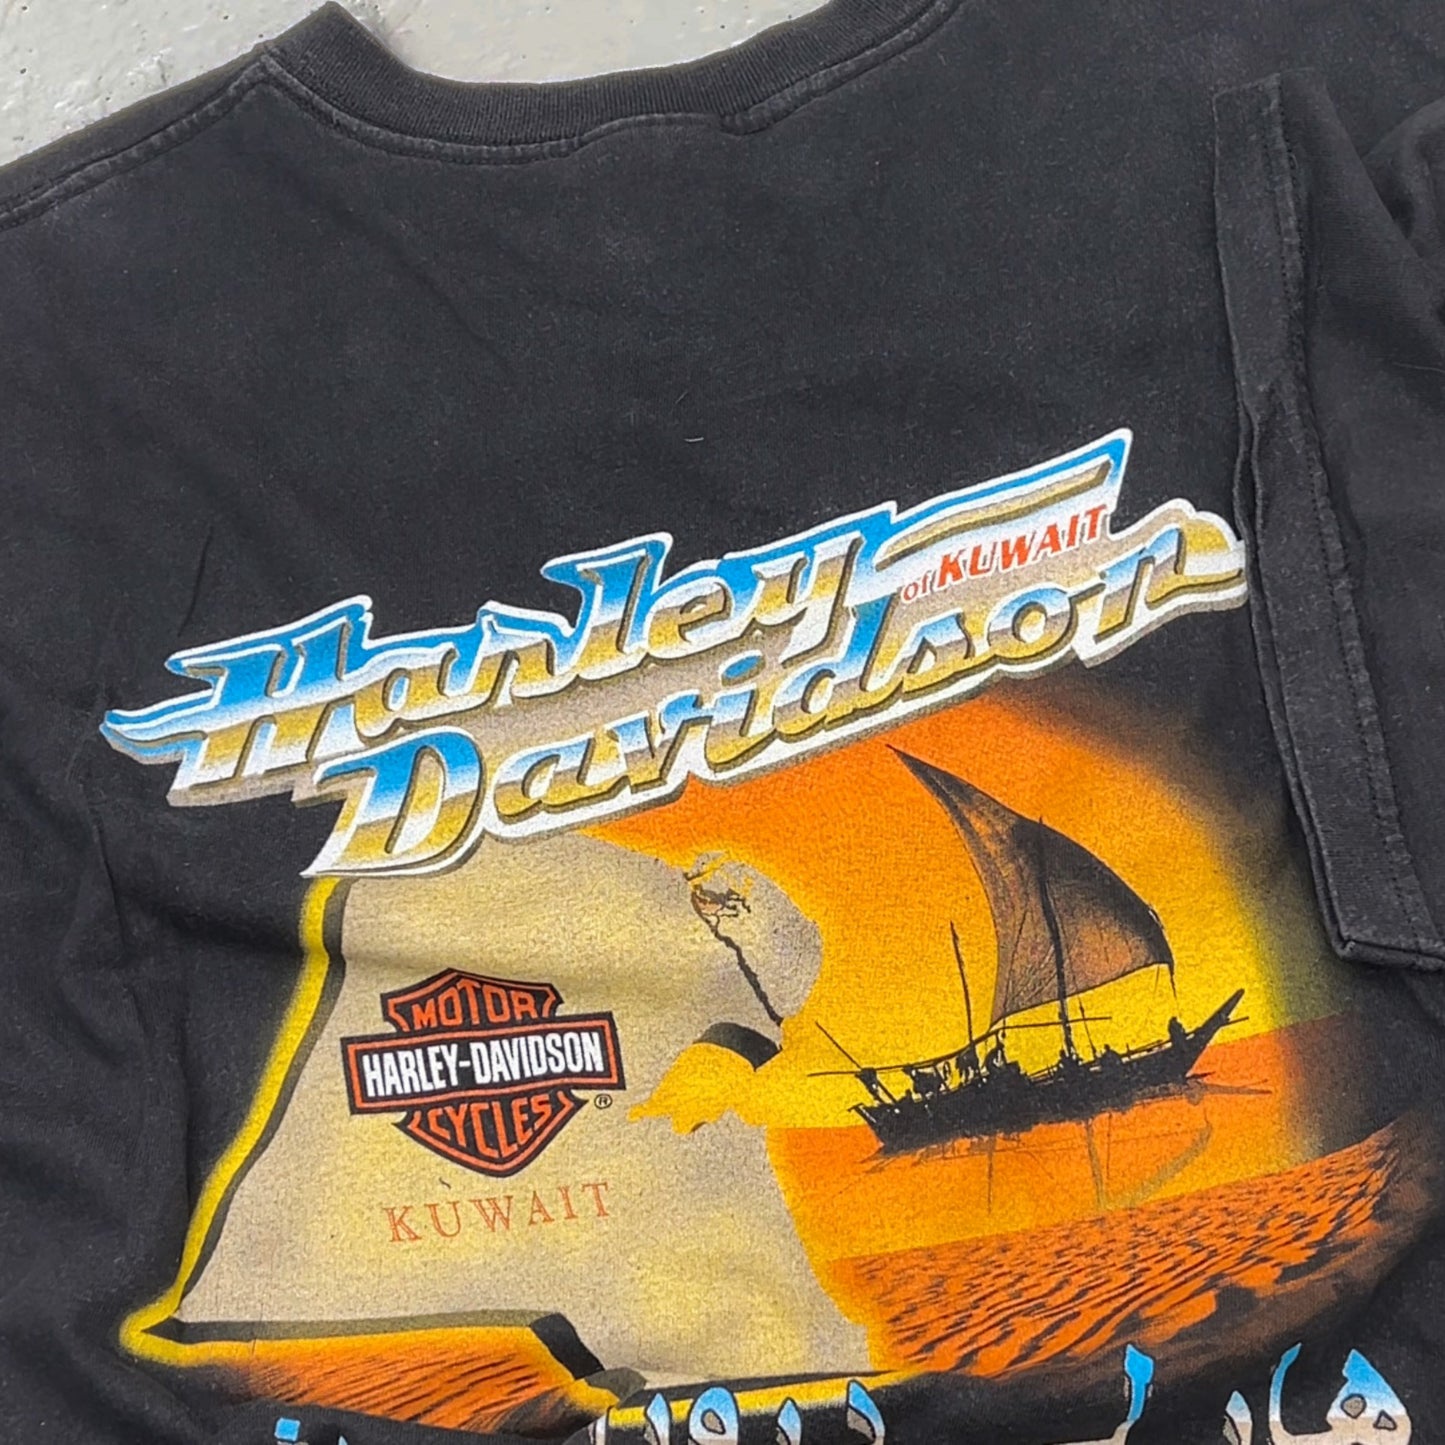 Harley
of KUWAIT
Davidson
MOTOR
HARLEY-DAVIDSON
CYCLES
®
KUWAIT